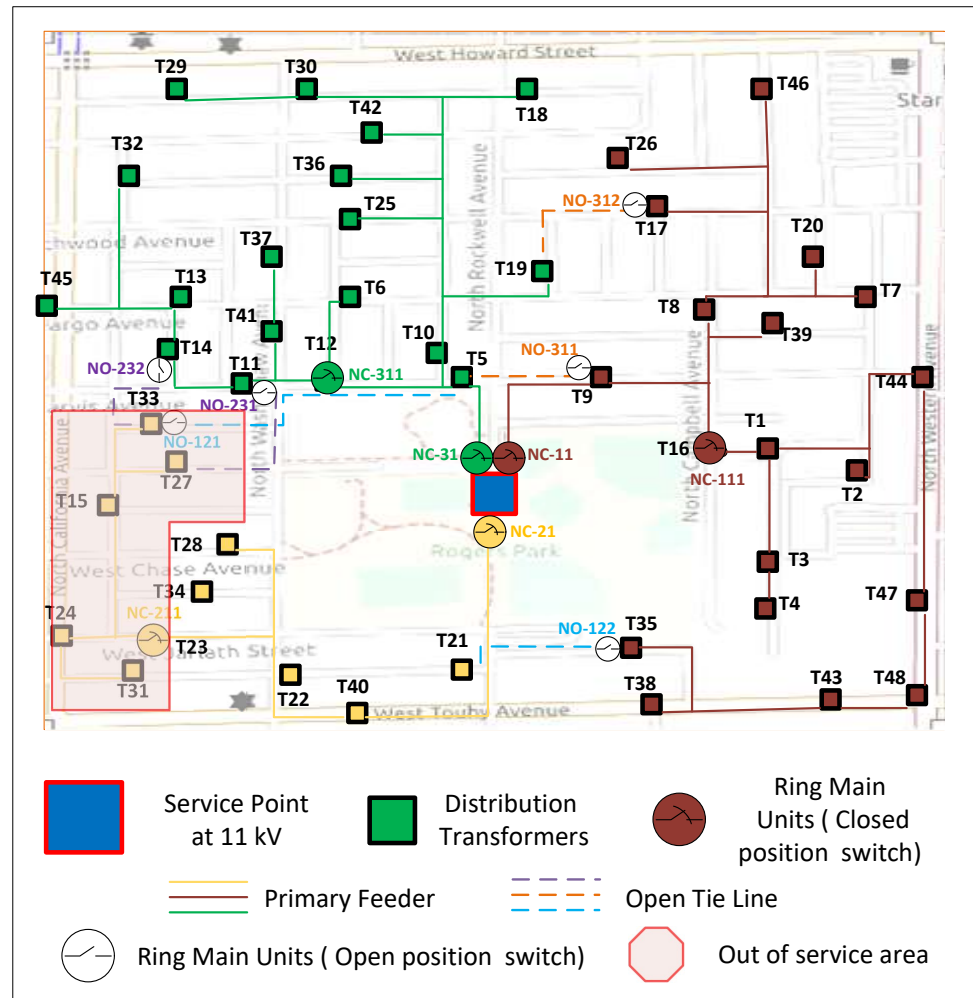 West Howard Street
T29
T30
T46
T42
T18
Star
T32
T26
T36
North Rockwell Avenue
NO-312
T25
T17
T20
chwood Avenue
T37
T45
T13
T6
T19
T7
T8
argo Avenue
T41
T39
T14
T12
T10
NO-311
NO-232
T11
NC-311
T5
T9
T44
NO-231
arvis Avenue
T33
NO-121
North Campbell Avenue
T1
NC-31
NC-11
T16
NC-111
T27
T2
North Western
T15
North California Avenue
NC-21
T28
Rogers Park
West Chase Avenue
T3
T34
T24
NC-211
T4
T47
T23
T21
NO-122
T35
West Jarlath Street
T31
T22
T40
T38
T43
T48
West Touhy Avenue
Service Point
at 11 kV
Distribution
Transformers
Ring Main
Units ( Closed
position switch)
Primary Feeder
Open Tie Line
Ring Main Units ( Open position switch)
Out of service area